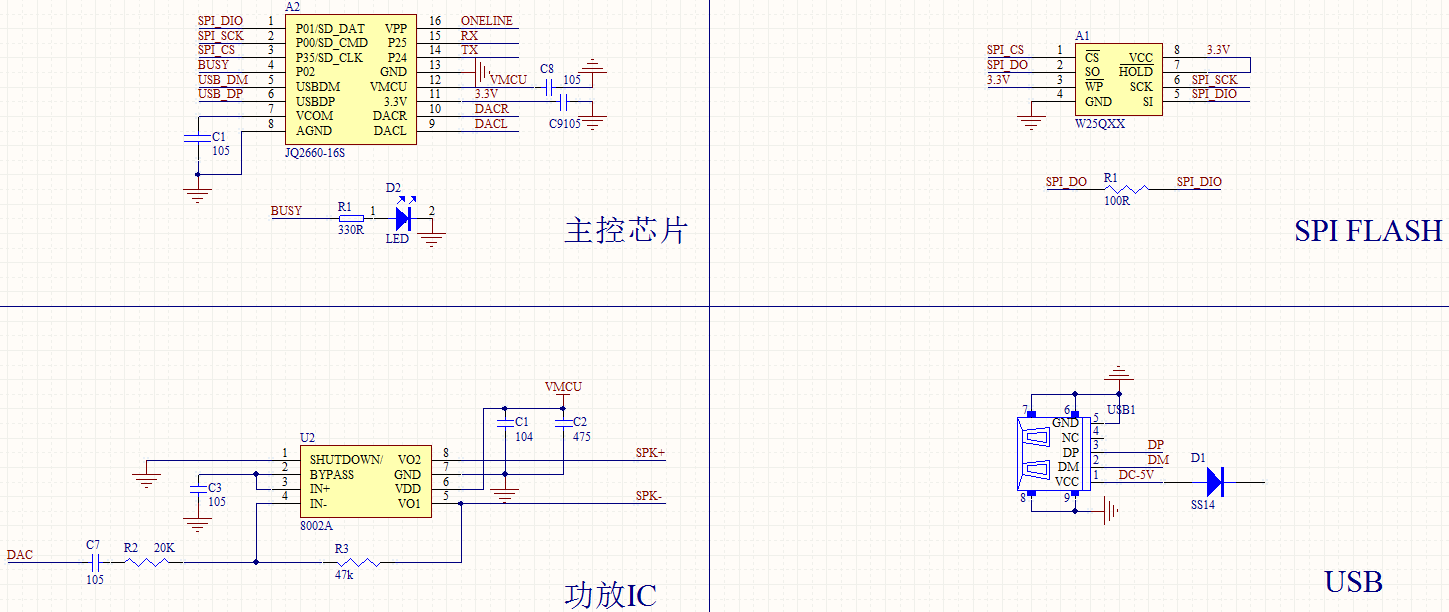 A2
SPI_DIO 1 P01/SD_DAT VPP 16 ONELINE
SPI_SCK 2 P00/SD_CMD P25 15 RX
SPI_CS 3 P35/SD_CLK P24 14 TX
BUSY 4 P02 GND 13
USB_DM 5 USBDM VMCU 12 VMCU
USB_DP 6 USBDP 3.3V 11 3.3V
7 VCOM DACR 10 DACR
8 AGND DACL 9 DACL
JQ2660-16S
C1
105
C8
105
C9105
BUSY
R1
330R
1
D2
LED
2
主控芯片
A1
SPI_CS 1 CS VCC 8 3.3V
SPI_DO 2 SO HOLD 7
3.3V 3 WP SCK 6 SPI_SCK
4 GND SI 5 SPI_DIO
W25QXX
SPI_DO R1 SPI_DIO
100R
SPI FLASH
VMCU
C1
104
C2
475
U2
1 SHUTDOWN/ VO2 8 SPK+
2 BYPASS GND 7
3 IN+ VDD 6
4 IN- VO1 5 SPK-
8002A
C3
105
DAC
C7
105
R2 20K
R3
47k
功放IC
7 6 USB1
GND 5
NC 4
DP 3 DP
DM 2 DM
VCC 1 DC-5V
8 9
D1
SS14
USB